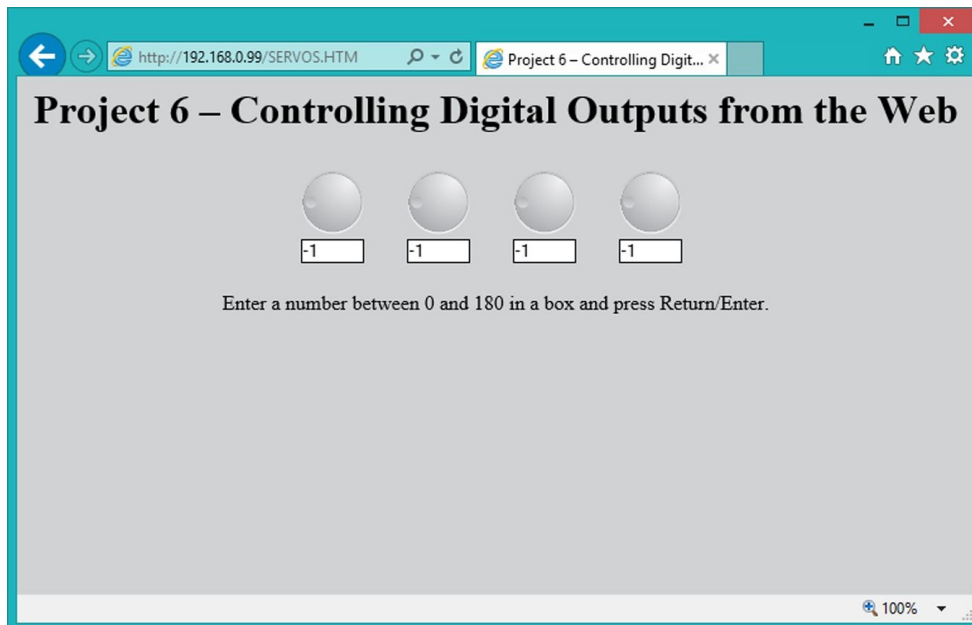 http://192.168.0.99/SERVOS.HTM
Project 6 – Controlling Digit...
Project 6 – Controlling Digital Outputs from the Web
-1 -1 -1 -1
Enter a number between 0 and 180 in a box and press Return/Enter.
100%